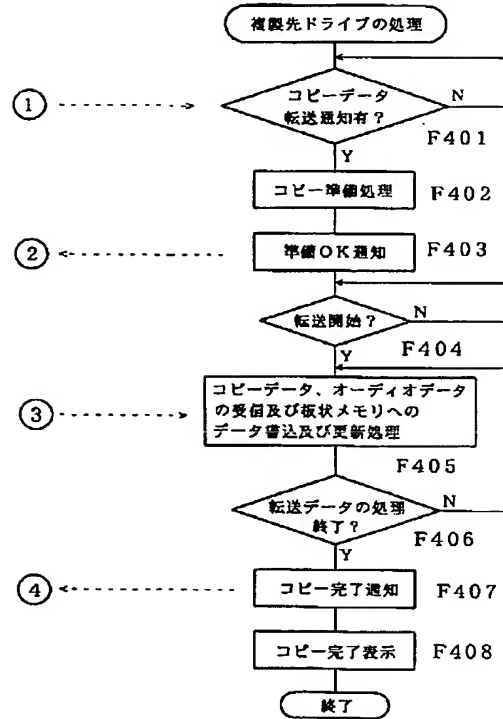 複製先ドライブの処理
①
コピーデータ
転送通知有?
N
F401
Y
コピー準備処理
F402
②
準備OK通知
F403
転送開始?
N
F404
Y
③
コピーデータ、オーディオデータ
の受信及び板状メモリへの
データ書込及び更新処理
F405
転送データの処理
終了?
N
F406
Y
④
コピー完了通知
F407
コピー完了表示
F408
終了